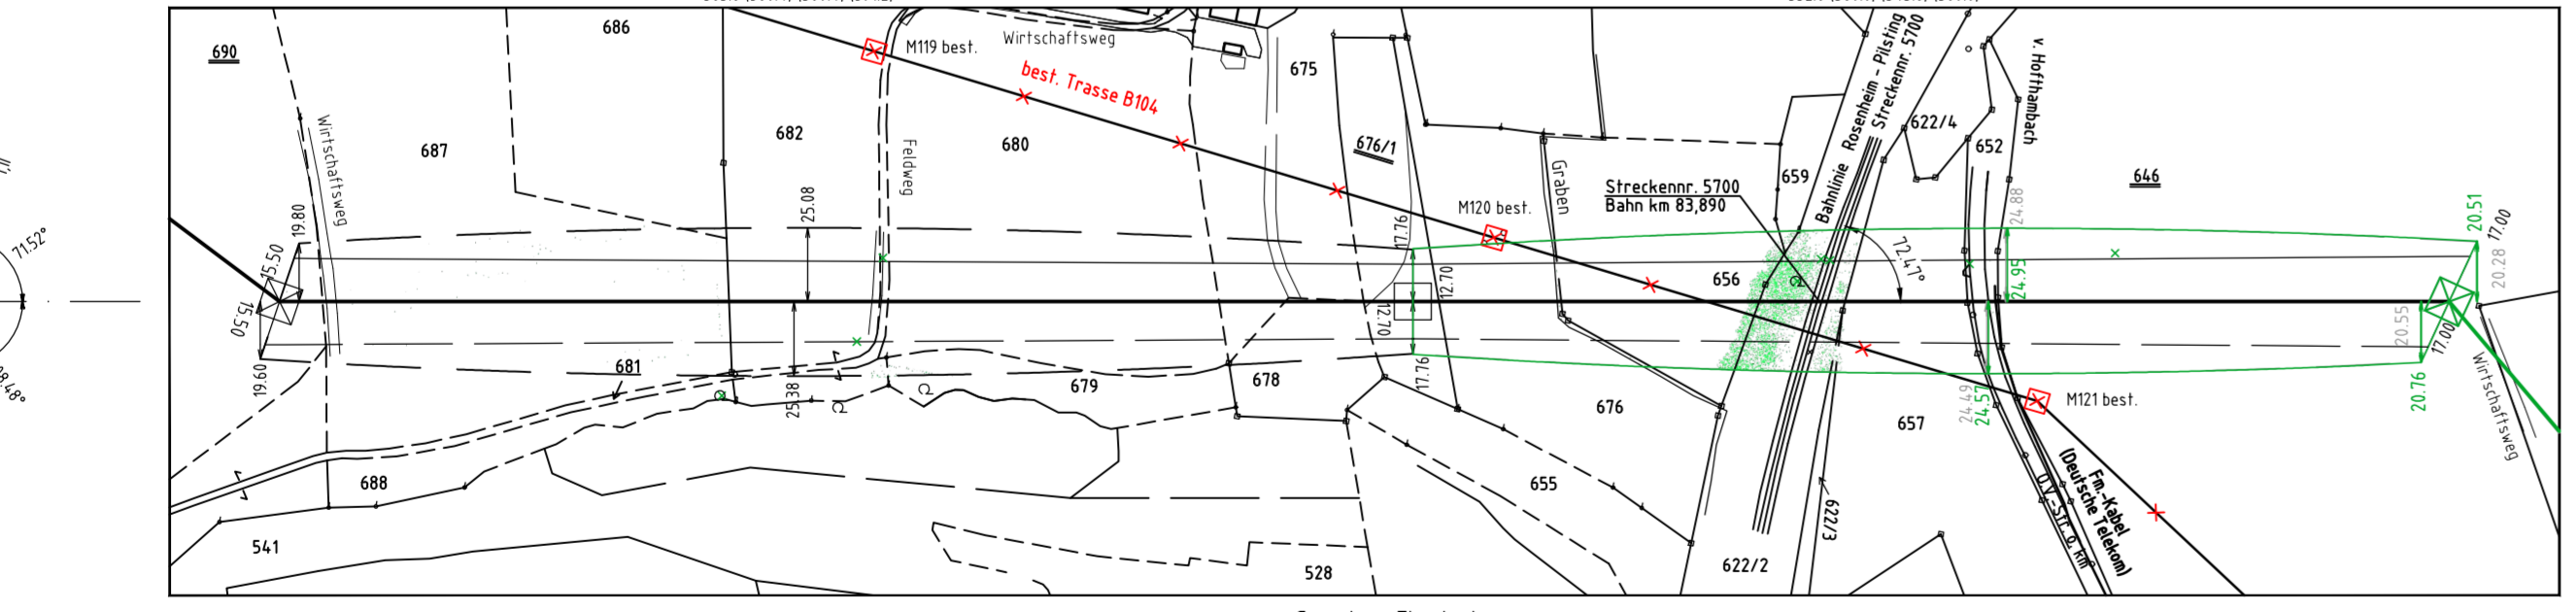 690
686
M119 best.
Wirtschaftsweg
best. Trasse B104
675
Bahnlinie Rosenheim - Pilsting
Streckennr. 5700
v. Hofthambach
622/4
Wirtschaftsweg
687
682
680
Feldweg
676/1
Graben
659
652
646
Streckennr. 5700
Bahn km 83,890
M120 best.
71.52°
19.80
15.50
25.08
17.76
24.88
20.51
17.00
72.47°
656
12.70
24.95
20.28
15.50
12.70
20.55
17.00
19.60
681
25.38
679
678
17.76
676
24.49
24.57
M121 best.
657
20.76
Wirtschaftsweg
688
655
622/3
Fm.-Kabel
(Deutsche Telekom)
O.V.-Str. o. km
541
528
622/2